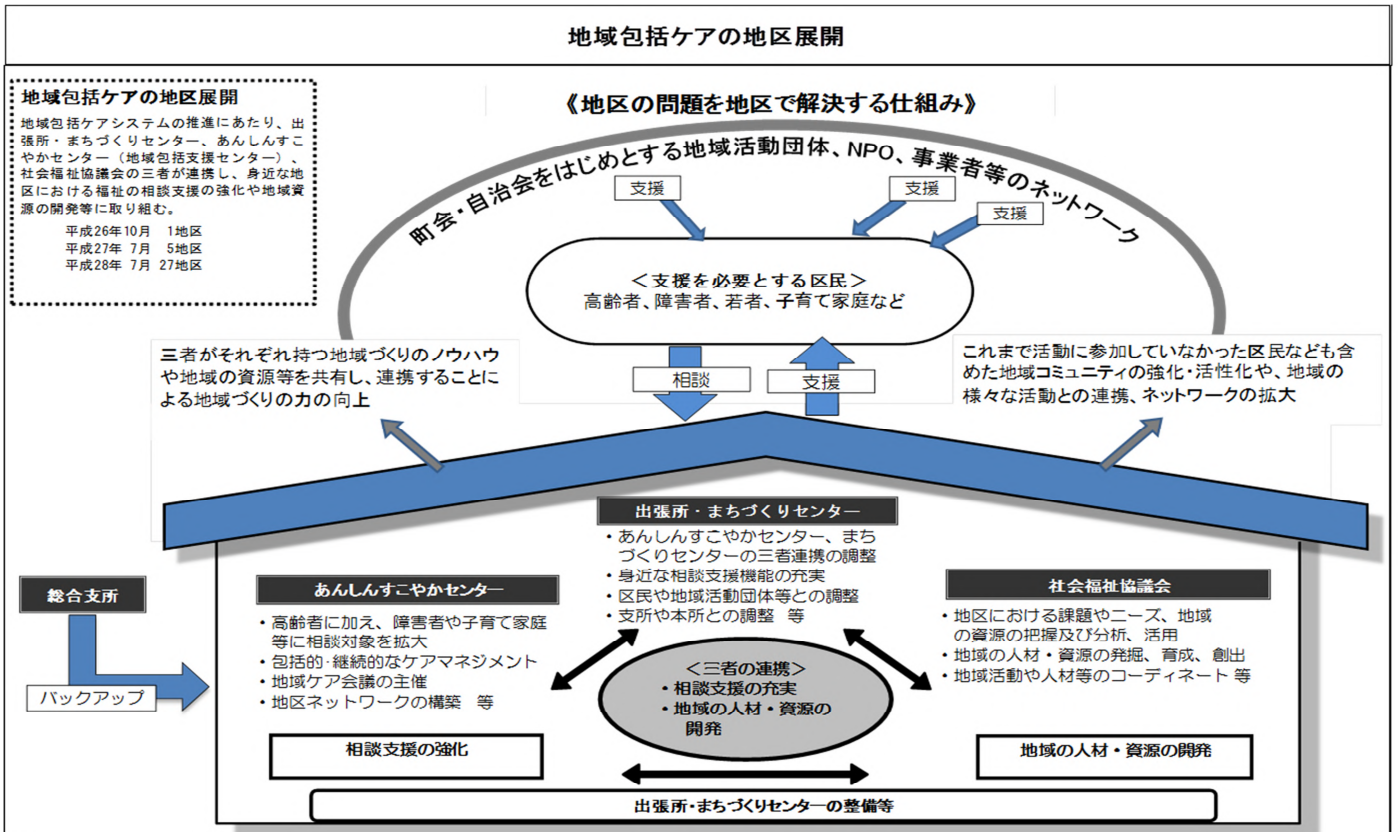 地域包括ケアの地区展開
地域包括ケアの地区展開
地域包括ケアシステムの推進にあたり、出
張所・まちづくりセンター、あんしんすこ
やかセンター（地域包括支援センター）、
社会福祉協議会の三者が連携し、身近な地
区における福祉の相談支援の強化や地域資
源の開発等に取り組む。
平成26年10月　1地区
平成27年 7月　5地区
平成28年 7月 27地区
《地区の問題を地区で解決する仕組み》
町会・自治会をはじめとする地域活動団体、NPO、事業者等のネットワーク
支援
支援
支援
＜支援を必要とする区民＞
高齢者、障害者、若者、子育て家庭など
三者がそれぞれ持つ地域づくりのノウハウ
や地域の資源等を共有し、連携することに
よる地域づくりの力の向上
相談
支援
これまで活動に参加していなかった区民なども含
めた地域コミュニティの強化・活性化や、地域の
様々な活動との連携、ネットワークの拡大
出張所・まちづくりセンター
・あんしんすこやかセンター、まち
づくりセンターの三者連携の調整
・身近な相談支援機能の充実
・区民や地域活動団体等との調整
・支所や本所との調整 等
総合支所
バックアップ
あんしんすこやかセンター
・高齢者に加え、障害者や子育て家庭
等に相談対象を拡大
・包括的・継続的なケアマネジメント
・地域ケア会議の主催
・地区ネットワークの構築　等
社会福祉協議会
・地区における課題やニーズ、地域
の資源の把握及び分析、活用
・地域の人材・資源の発掘、育成、創出
・地域活動や人材等のコーディネート 等
＜三者の連携＞
・相談支援の充実
・地域の人材・資源の
開発
相談支援の強化
地域の人材・資源の開発
出張所・まちづくりセンターの整備等